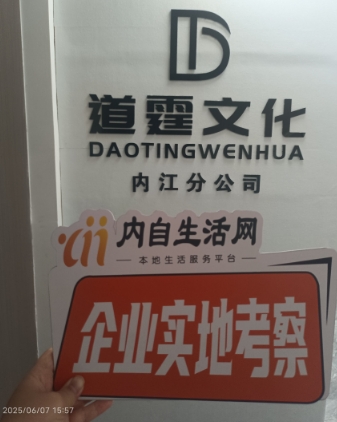 道霆文化
DAOTINGWENHUA
内江分公司
内自生活网
本地生活服务平台
企业实地考察
2025/06/07 15:57